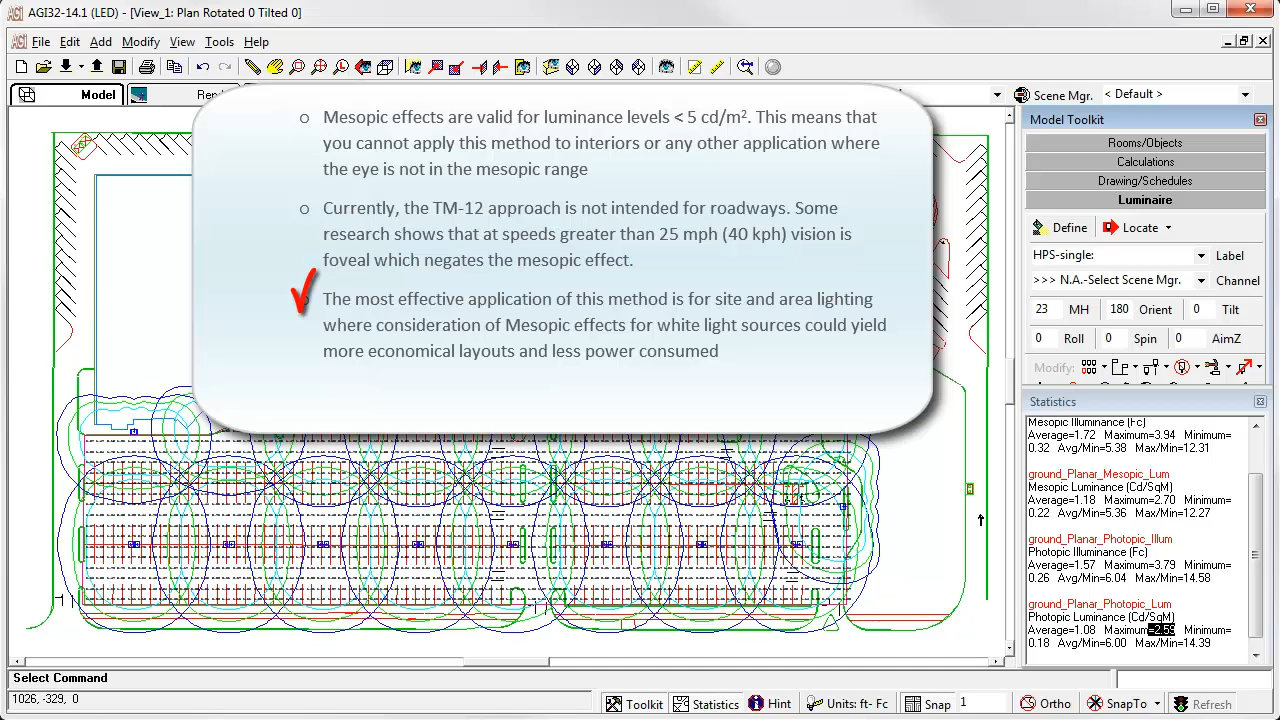 AGI32-14.1 (LED) - [View_1: Plan Rotated 0 Tilted 0]
File Edit Add Modify View Tools Help
Model
Ren
Scene Mgr. < Default >
○ Mesopic effects are valid for luminance levels < 5 cd/m². This means that
you cannot apply this method to interiors or any other application where
the eye is not in the mesopic range
○ Currently, the TM-12 approach is not intended for roadways. Some
research shows that at speeds greater than 25 mph (40 kph) vision is
foveal which negates the mesopic effect.
The most effective application of this method is for site and area lighting
where consideration of Mesopic effects for white light sources could yield
more economical layouts and less power consumed
Model Toolkit
Rooms/Objects
Calculations
Drawing/Schedules
Luminaire
Define Locate
HPS-single: Label
>>> N.A.-Select Scene Mgr. Channel
23 MH 180 Orient 0 Tilt
0 Roll 0 Spin 0 AimZ
Modify:
Statistics
Mesopic Illuminance (Fc)
Average=1.72 Maximum=3.94 Minimum=
0.32 Avg/Min=5.38 Max/Min=12.31
ground_Planar_Mesopic_Lum
Mesopic Luminance (Cd/SqM)
Average=1.18 Maximum=2.70 Minimum=
0.22 Avg/Min=5.36 Max/Min=12.27
ground_Planar_Photopic_Illum
Photopic Illuminance (Fc)
Average=1.57 Maximum=3.79 Minimum=
0.26 Avg/Min=6.04 Max/Min=14.58
ground_Planar_Photopic_Lum
Photopic Luminance (Cd/SqM)
Average=1.08 Maximum=2.59 Minimum=
0.18 Avg/Min=6.00 Max/Min=14.39
Select Command
1026, -329, 0
Toolkit Statistics Hint Units: ft- Fc Snap 1 Ortho SnapTo Refresh